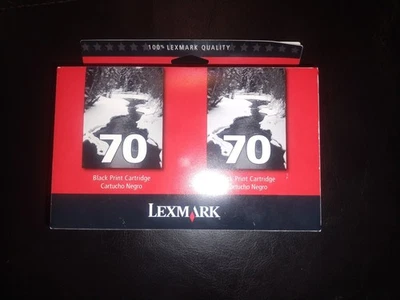 100% LEXMARK QUALITY
70
Black Print Cartridge
Cartucho Negro
70
Black Print Cartridge
Cartucho Negro
LEXMARK